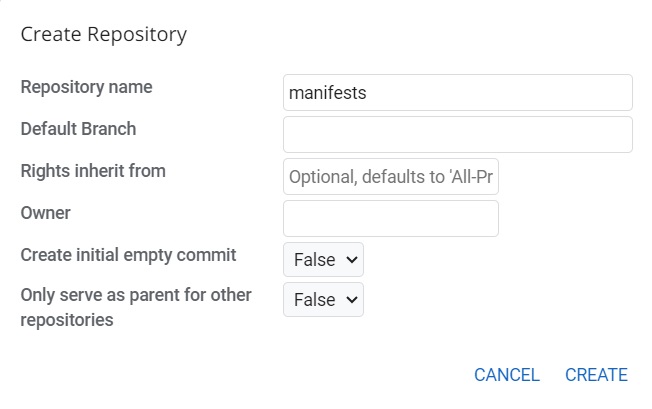 Create Repository
Repository name
manifests
Default Branch
Rights inherit from
Optional, defaults to 'All-Pr
Owner
Create initial empty commit
False
Only serve as parent for other
repositories
False
CANCEL
CREATE